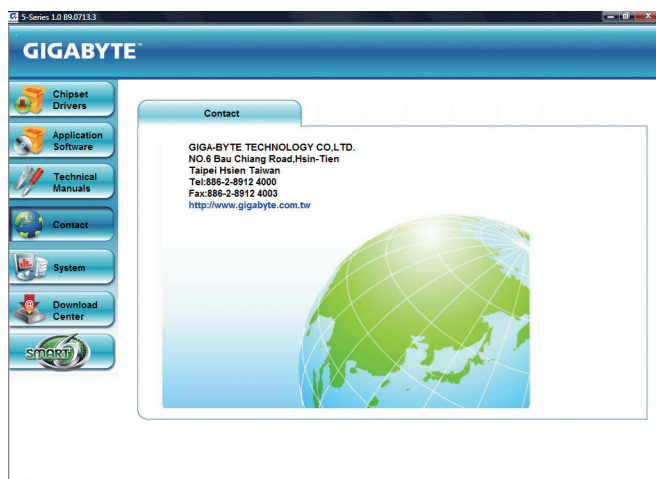 5-Series 1.0 B9.0713.3
GIGABYTE™
Chipset
Drivers
Application
Software
Technical
Manuals
Contact
System
Download
Center
SMART6
Contact
GIGA-BYTE TECHNOLOGY CO,LTD.
NO.6 Bau Chiang Road,Hsin-Tien
Taipei Hsien Taiwan
Tel:886-2-8912 4000
Fax:886-2-8912 4003
http://www.gigabyte.com.tw